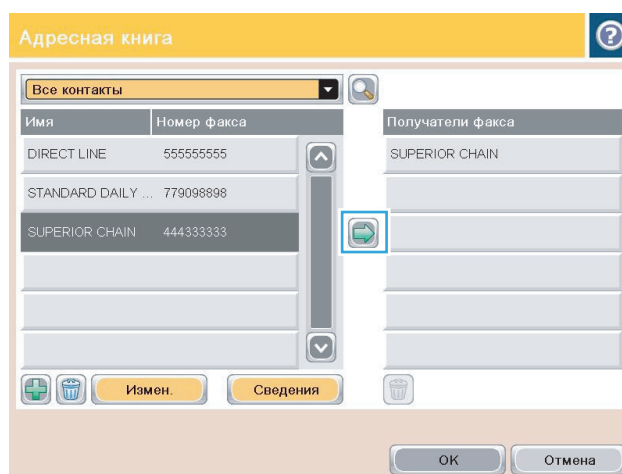 Адресная книга
?
Все контакты
Имя Номер факса
Получатели факса
DIRECT LINE 555555555
SUPERIOR CHAIN
STANDARD DAILY ... 779098898
SUPERIOR CHAIN 444333333
Измен. Сведения
OK Отмена